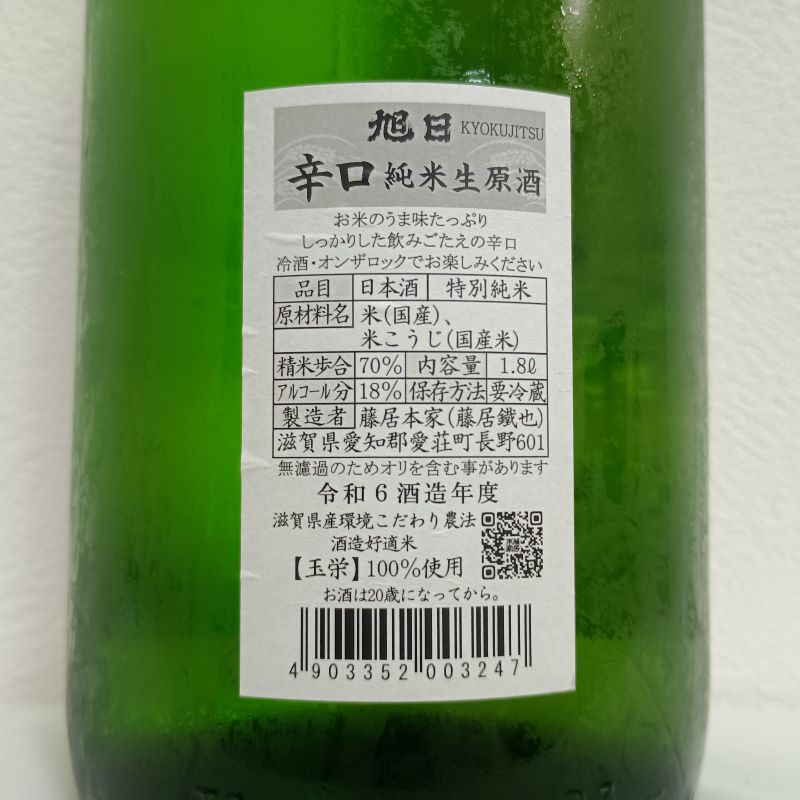 旭日 KYOKUJITSU
辛口純米生原酒
お米のうま味たっぷり
しっかりした飲みごたえの辛口
冷酒・オンザロックでお楽しみください
品目 日本酒 特別純米
原材料名 米(国産)、
米こうじ(国産米)
精米歩合 70% 内容量 1.8ℓ
アルコール分 18% 保存方法 要冷蔵
製造者 藤居本家(藤居鐵也)
滋賀県愛知郡愛荘町長野601
無濾過のためオリを含む事があります
令和6酒造年度
滋賀県産環境こだわり農法
酒造好適米
【玉栄】100%使用
お酒は20歳になってから。
4 903352 003247